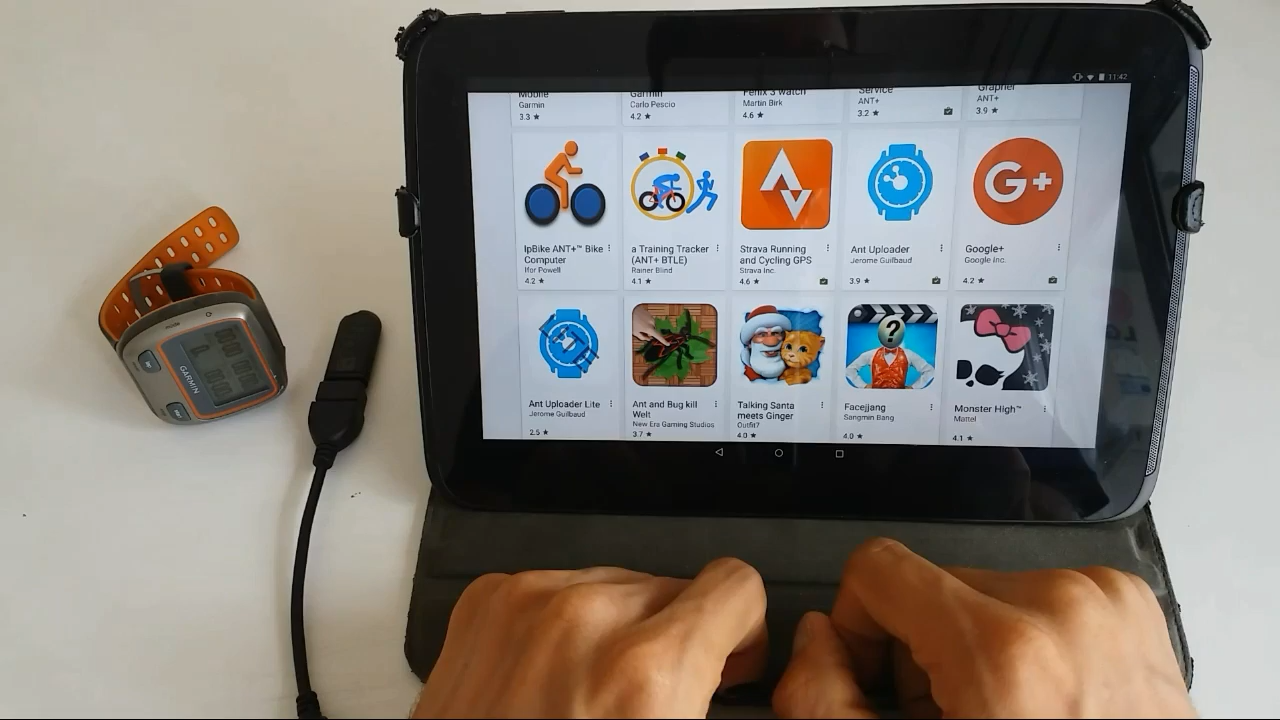 11:42
Mobile
Garmin
3.3 ★
Garmin
Carlo Pescio
4.2 ★
Fenix 3 watch
Martin Birk
4.6 ★
Service
ANT+
3.2 ★
Grapher
ANT+
3.9 ★
IpBike ANT+™ Bike
Computer
Ifor Powell
4.2 ★
a Training Tracker
(ANT+ BTLE)
Rainer Blind
4.1 ★
Strava Running
and Cycling GPS
Strava Inc.
4.6 ★
Ant Uploader
Jerome Guilbaud
3.9 ★
G+
Google+
Google Inc.
4.2 ★
LITE
Ant Uploader Lite
Jerome Guilbaud
2.5 ★
Ant and Bug kill
Welt
New Era Gaming Studios
3.7 ★
Talking Santa
meets Ginger
Outfit7
4.0 ★
?
Facejjang
Sangmin Bang
4.0 ★
Monster High™
Mattel
4.1 ★
mode
GARMIN